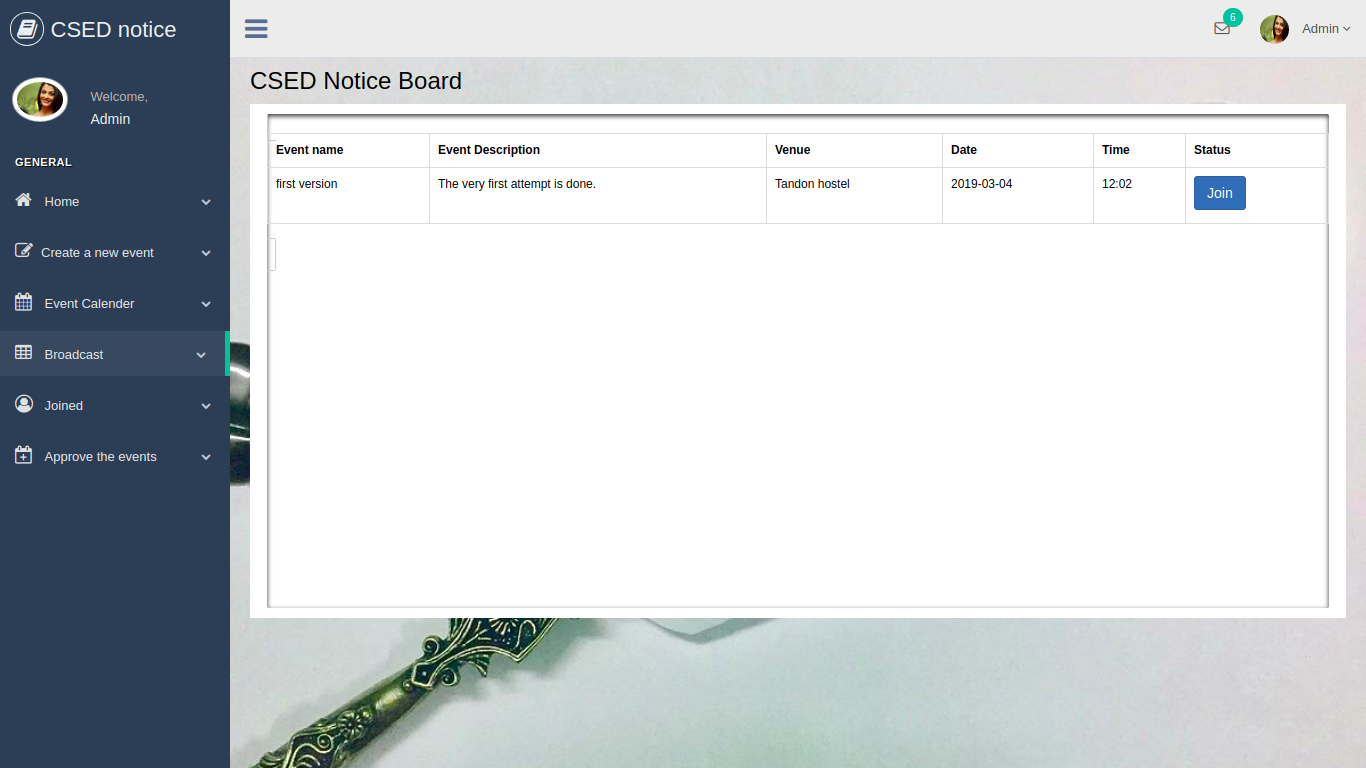 CSED notice
6
Admin
Welcome,
Admin
GENERAL
Home
Create a new event
Event Calender
Broadcast
Joined
Approve the events
CSED Notice Board
Event name Event Description Venue Date Time Status
first version The very first attempt is done. Tandon hostel 2019-03-04 12:02 Join